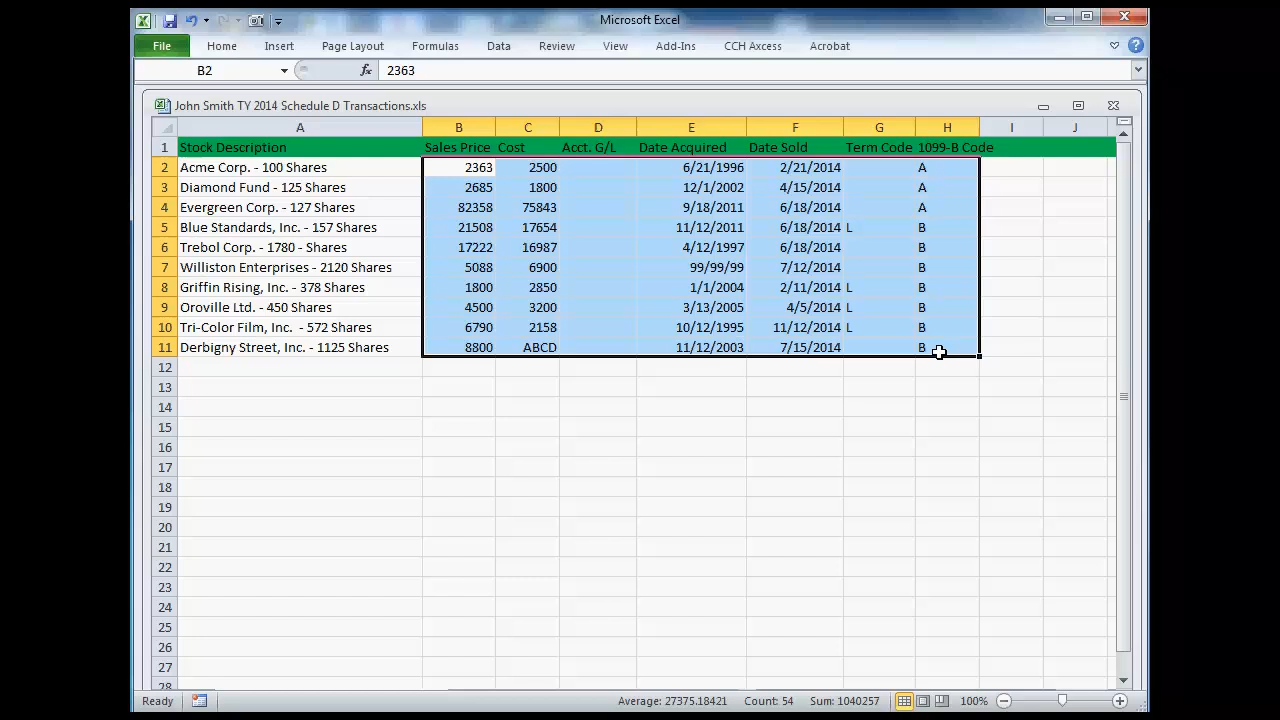 Microsoft Excel
File Home Insert Page Layout Formulas Data Review View Add-Ins CCH Axcess Acrobat
B2 fx 2363
John Smith TY 2014 Schedule D Transactions.xls
A B C D E F G H I J
1 Stock Description Sales Price Cost Acct. G/L Date Acquired Date Sold Term Code 1099-B Code
2 Acme Corp. - 100 Shares 2363 2500 6/21/1996 2/21/2014 A
3 Diamond Fund - 125 Shares 2685 1800 12/1/2002 4/15/2014 A
4 Evergreen Corp. - 127 Shares 82358 75843 9/18/2011 6/18/2014 A
5 Blue Standards, Inc. - 157 Shares 21508 17654 11/12/2011 6/18/2014 L B
6 Trebol Corp. - 1780 - Shares 17222 16987 4/12/1997 6/18/2014 B
7 Williston Enterprises - 2120 Shares 5088 6900 99/99/99 7/12/2014 B
8 Griffin Rising, Inc. - 378 Shares 1800 2850 1/1/2004 2/11/2014 L B
9 Oroville Ltd. - 450 Shares 4500 3200 3/13/2005 4/5/2014 L B
10 Tri-Color Film, Inc. - 572 Shares 6790 2158 10/12/1995 11/12/2014 L B
11 Derbigny Street, Inc. - 1125 Shares 8800 ABCD 11/12/2003 7/15/2014 B
12
13
14
15
16
17
18
19
20
21
22
23
24
25
26
27
28
Ready Average: 27375.18421 Count: 54 Sum: 1040257 100%